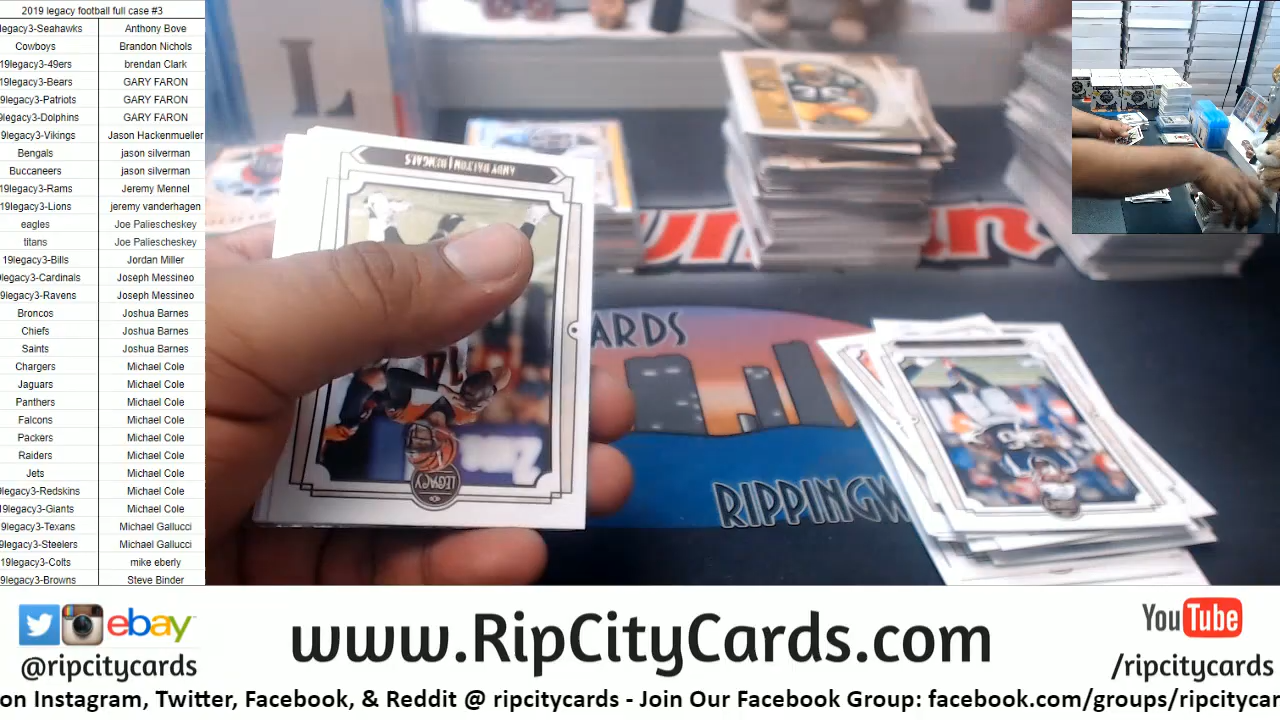 2019 legacy football full case #3
legacy3-Seahawks Anthony Bove
Cowboys Brandon Nichols
19legacy3-49ers brendan Clark
19legacy3-Bears GARY FARON
19legacy3-Patriots GARY FARON
19legacy3-Dolphins GARY FARON
19legacy3-Vikings Jason Hackenmueller
Bengals jason silverman
Buccaneers jason silverman
19legacy3-Rams Jeremy Mennel
19legacy3-Lions jeremy vanderhagen
eagles Joe Paliescheskey
titans Joe Paliescheskey
19legacy3-Bills Jordan Miller
9legacy3-Cardinals Joseph Messineo
9legacy3-Ravens Joseph Messineo
Broncos Joshua Barnes
Chiefs Joshua Barnes
Saints Joshua Barnes
Chargers Michael Cole
Jaguars Michael Cole
Panthers Michael Cole
Falcons Michael Cole
Packers Michael Cole
Raiders Michael Cole
Jets Michael Cole
9legacy3-Redskins Michael Cole
9legacy3-Giants Michael Cole
9legacy3-Texans Michael Gallucci
9legacy3-Steelers Michael Gallucci
19legacy3-Colts mike eberly
9legacy3-Browns Steve Binder
L
ANDY DALTON | BENGALS
LEGACY
ARDS
RIPPINGW
ebay
@ripcitycards
www.RipCityCards.com
YouTube
/ripcitycards
on Instagram, Twitter, Facebook, & Reddit @ ripcitycards - Join Our Facebook Group: facebook.com/groups/ripcitycar